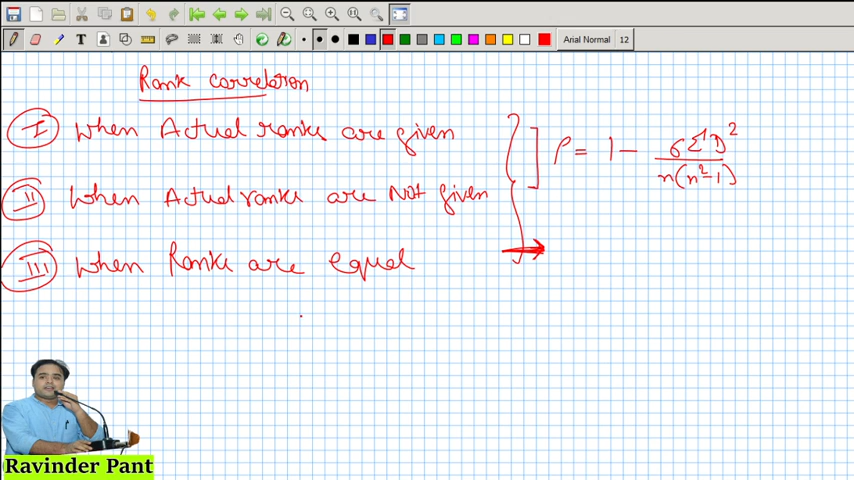 Arial Normal 12
Rank correlation
I When Actual ranks are given
ρ = 1 - 6ΣD² / n(n²-1)
II When Actual ranks are Not given
III When Ranks are equal
Ravinder Pant